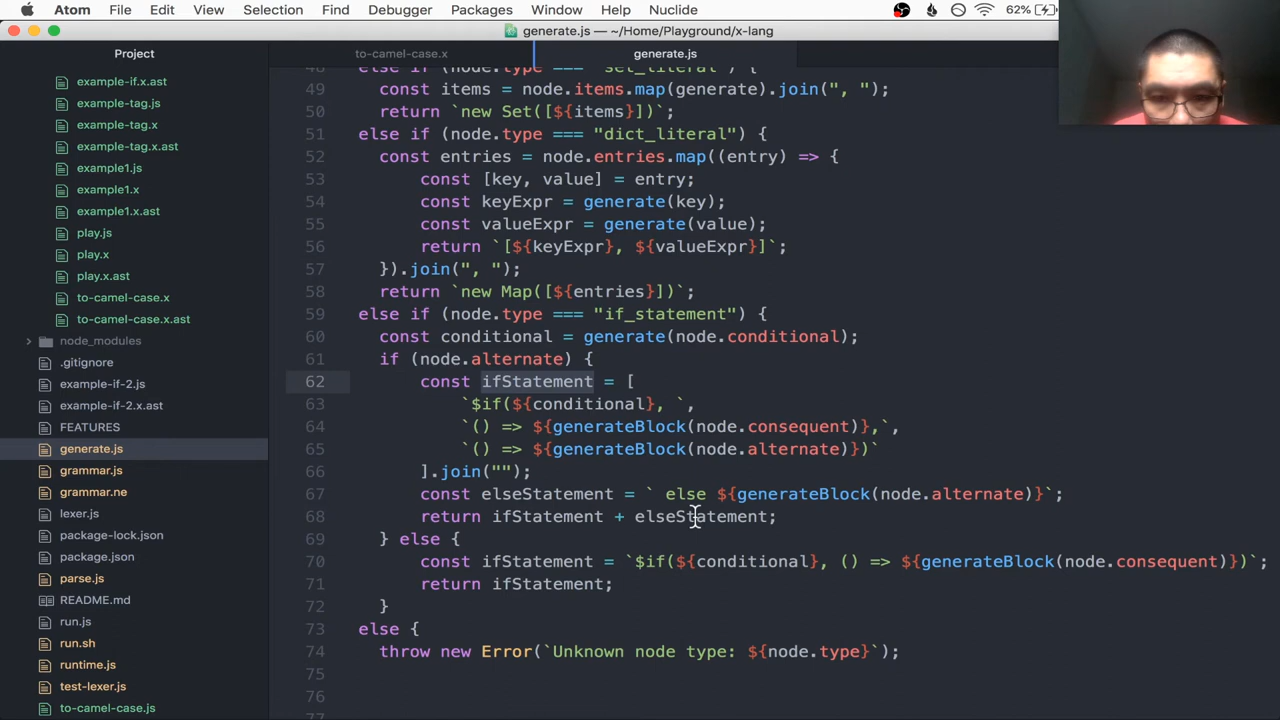 Atom File Edit View Selection Find Debugger Packages Window Help Nuclide 62%
generate.js — ~/Home/Playground/x-lang
Project
to-camel-case.x
generate.js
example-if.x.ast
example-tag.js
example-tag.x
example-tag.x.ast
example1.js
example1.x
example1.x.ast
play.js
play.x
play.x.ast
to-camel-case.x
to-camel-case.x.ast
node_modules
.gitignore
example-if-2.js
example-if-2.x.ast
FEATURES
generate.js
grammar.js
grammar.ne
lexer.js
package-lock.json
package.json
parse.js
README.md
run.js
run.sh
runtime.js
test-lexer.js
to-camel-case.js
48 else if (node.type === "set_literal") {
49 const items = node.items.map(generate).join(", ");
50 return `new Set([${items}])`;
51 else if (node.type === "dict_literal") {
52 const entries = node.entries.map((entry) => {
53 const [key, value] = entry;
54 const keyExpr = generate(key);
55 const valueExpr = generate(value);
56 return `[${keyExpr}, ${valueExpr}]`;
57 }).join(", ");
58 return `new Map([${entries}])`;
59 else if (node.type === "if_statement") {
60 const conditional = generate(node.conditional);
61 if (node.alternate) {
62 const ifStatement = [
63 `$if(${conditional}, `,
64 `() => ${generateBlock(node.consequent)},`,
65 `() => ${generateBlock(node.alternate)})`
66 ].join("");
67 const elseStatement = ` else ${generateBlock(node.alternate)}`;
68 return ifStatement + elseStatement;
69 } else {
70 const ifStatement = `$if(${conditional}, () => ${generateBlock(node.consequent)})`;
71 return ifStatement;
72 }
73 else {
74 throw new Error(`Unknown node type: ${node.type}`);
75
76
77